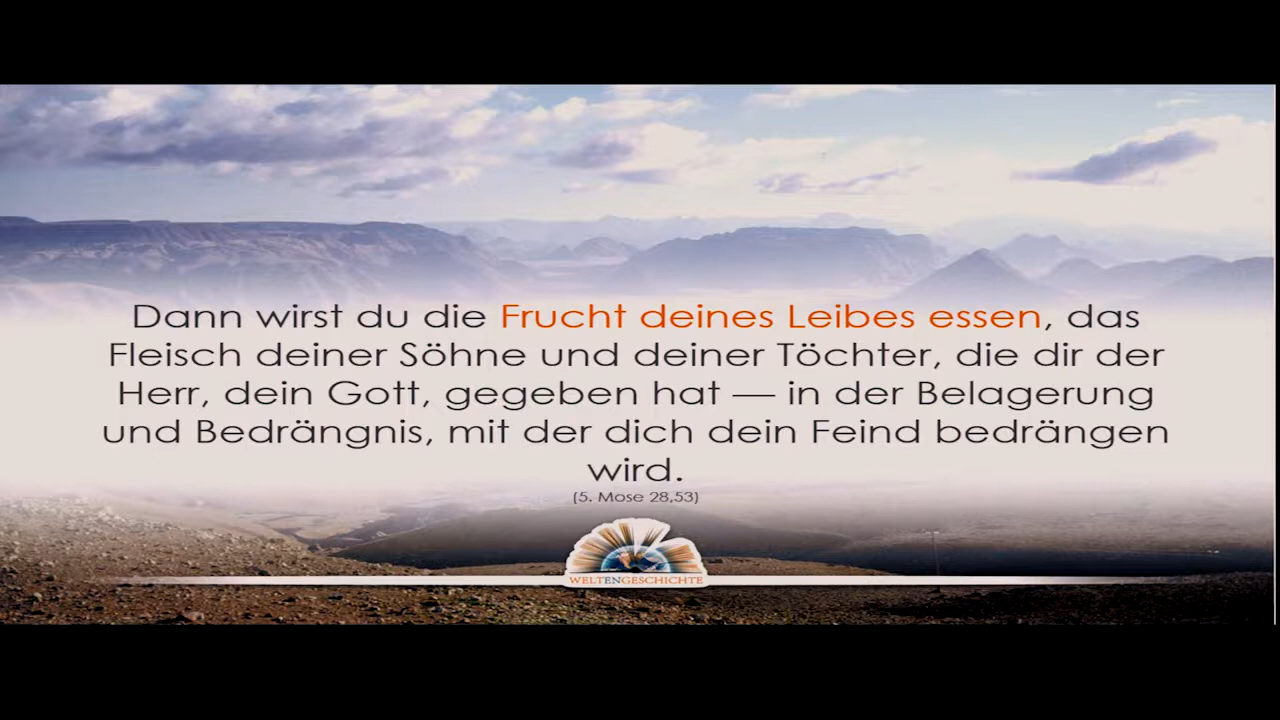 Dann wirst du die Frucht deines Leibes essen, das
Fleisch deiner Söhne und deiner Töchter, die dir der
Herr, dein Gott, gegeben hat — in der Belagerung
und Bedrängnis, mit der dich dein Feind bedrängen
wird.
(5. Mose 28,53)
WELTENGESCHICHTE